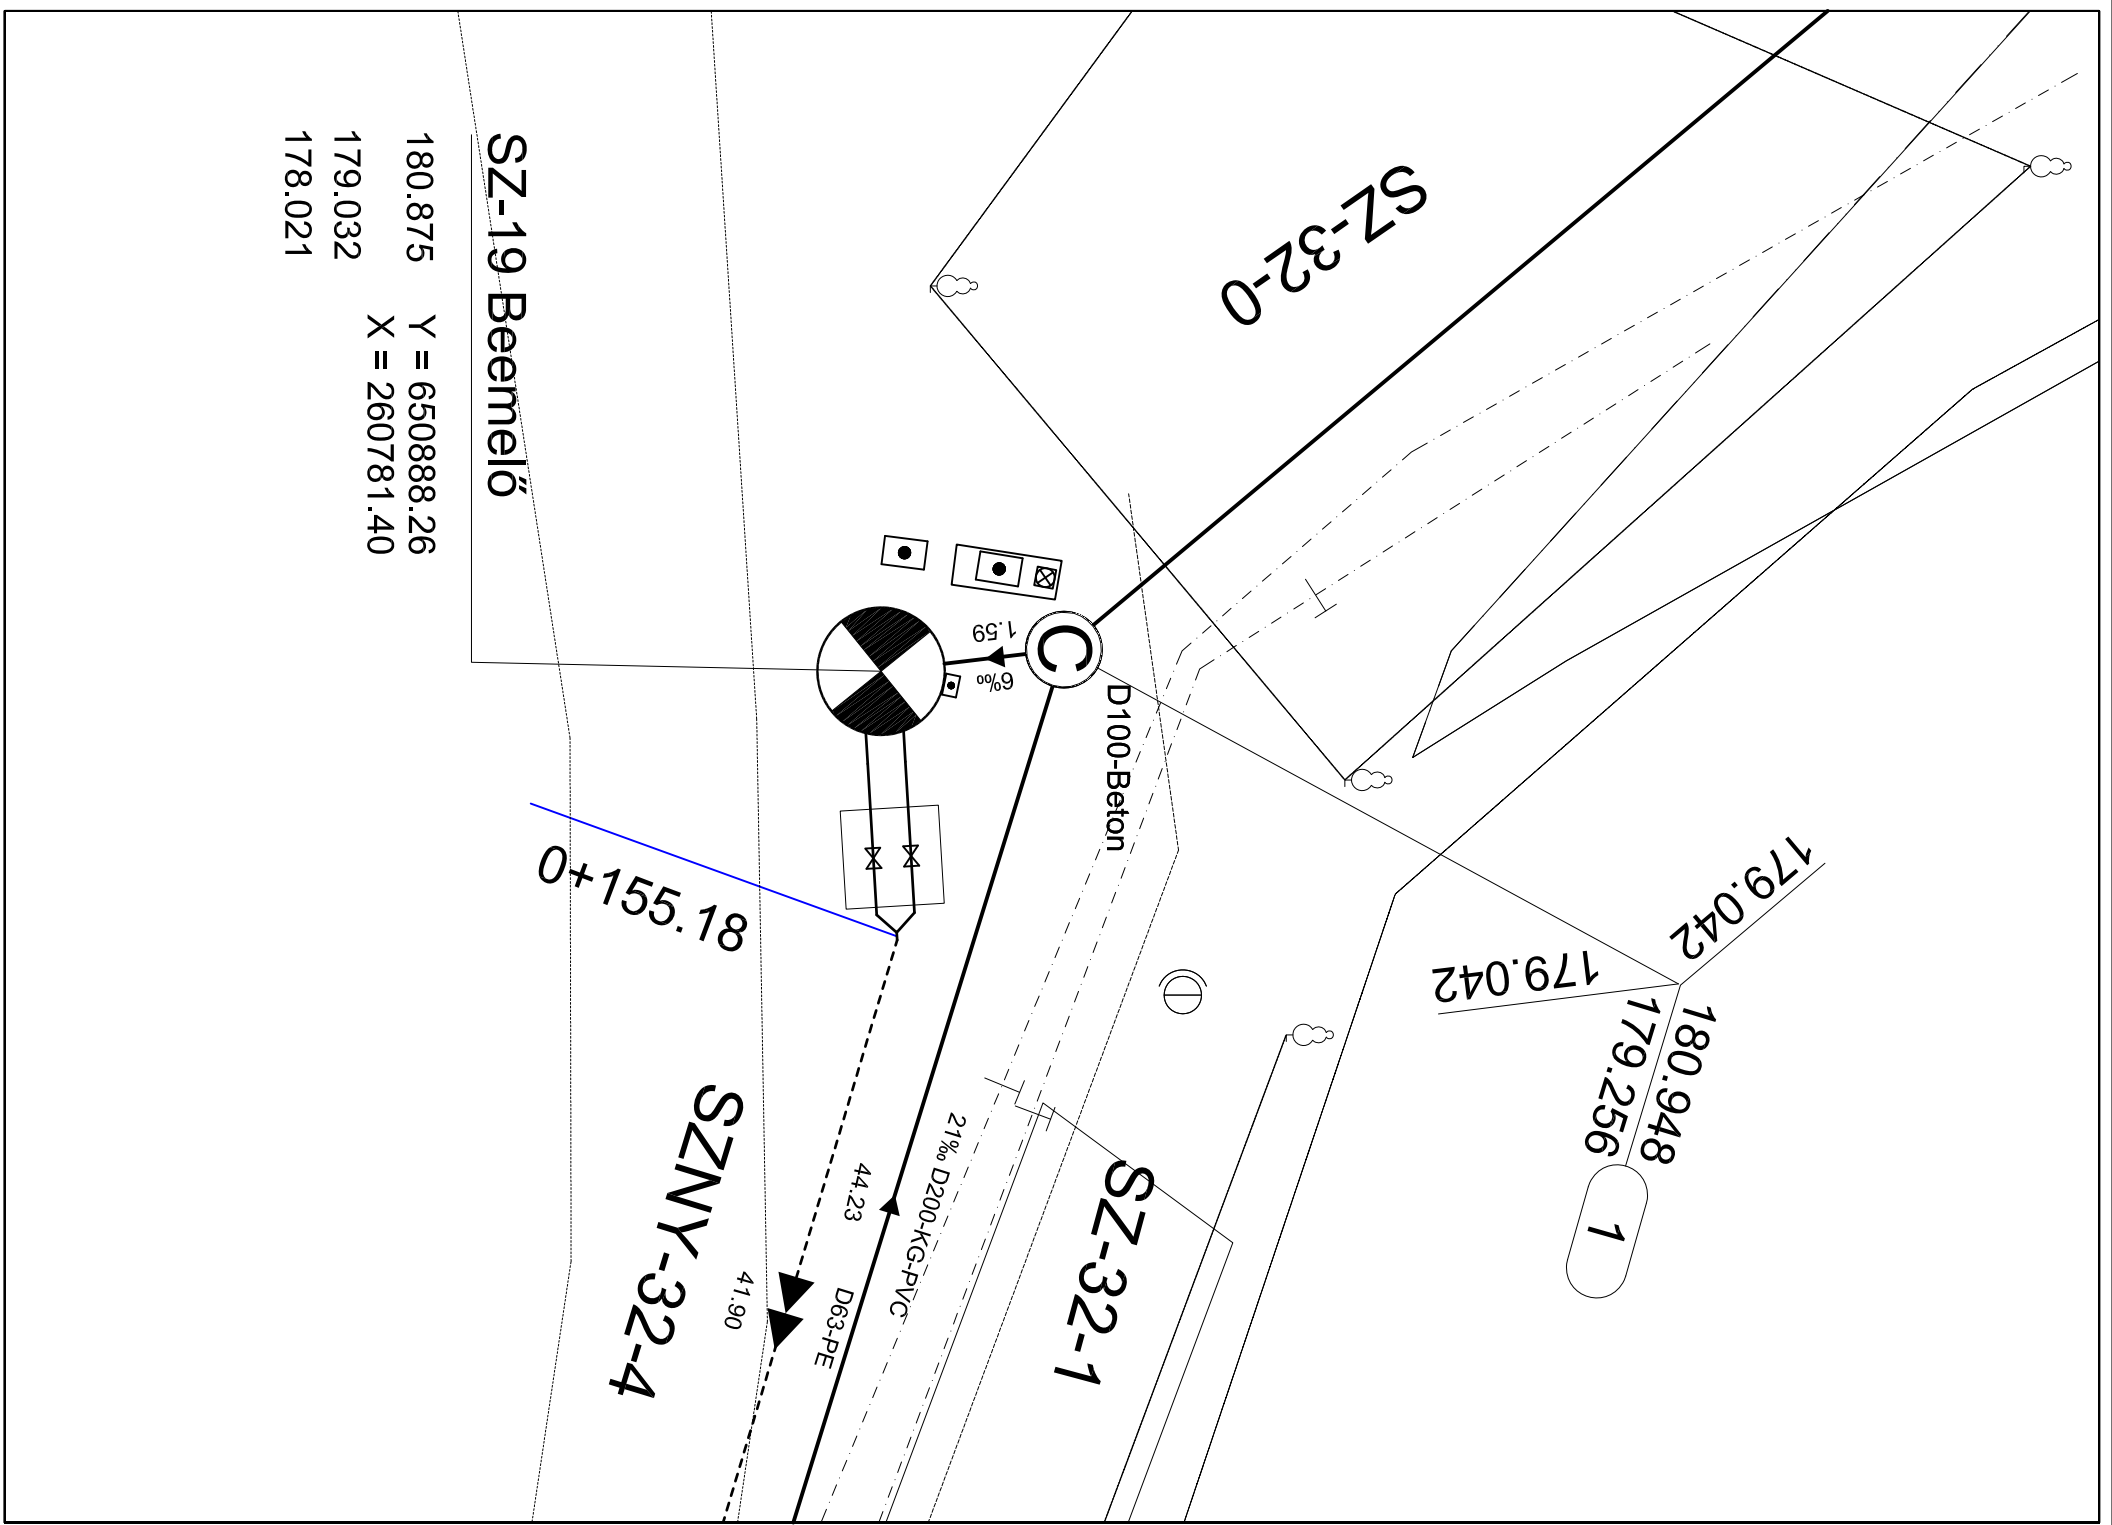 SZ-19 Beemelő
180.875
Y = 650888.26
X = 260781.40
179.032
178.021
SZ-32-0
1.59
6‰
C
D100-Beton
0+155.18
179.042
179.042
180.948
179.256
1
SZNY-32-4
44.23
21‰ D200-KG-PVC
41.90
D63-PE
SZ-32-1